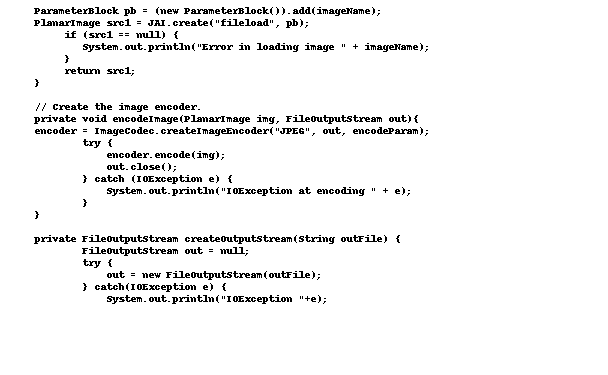 ParameterBlock pb = (new ParameterBlock()).add(imageName);
PlanarImage src1 = JAI.create("fileload", pb);
if (src1 == null) {
System.out.println("Error in loading image " + imageName);
}
return src1;
}
// Create the image encoder.
private void encodeImage(PlanarImage img, FileOutputStream out){
encoder = ImageCodec.createImageEncoder("JPEG", out, encodeParam);
try {
encoder.encode(img);
out.close();
} catch (IOException e) {
System.out.println("IOException at encoding " + e);
}
}
private FileOutputStream createOutputStream(String outFile) {
FileOutputStream out = null;
try {
out = new FileOutputStream(outFile);
} catch(IOException e) {
System.out.println("IOException "+e);